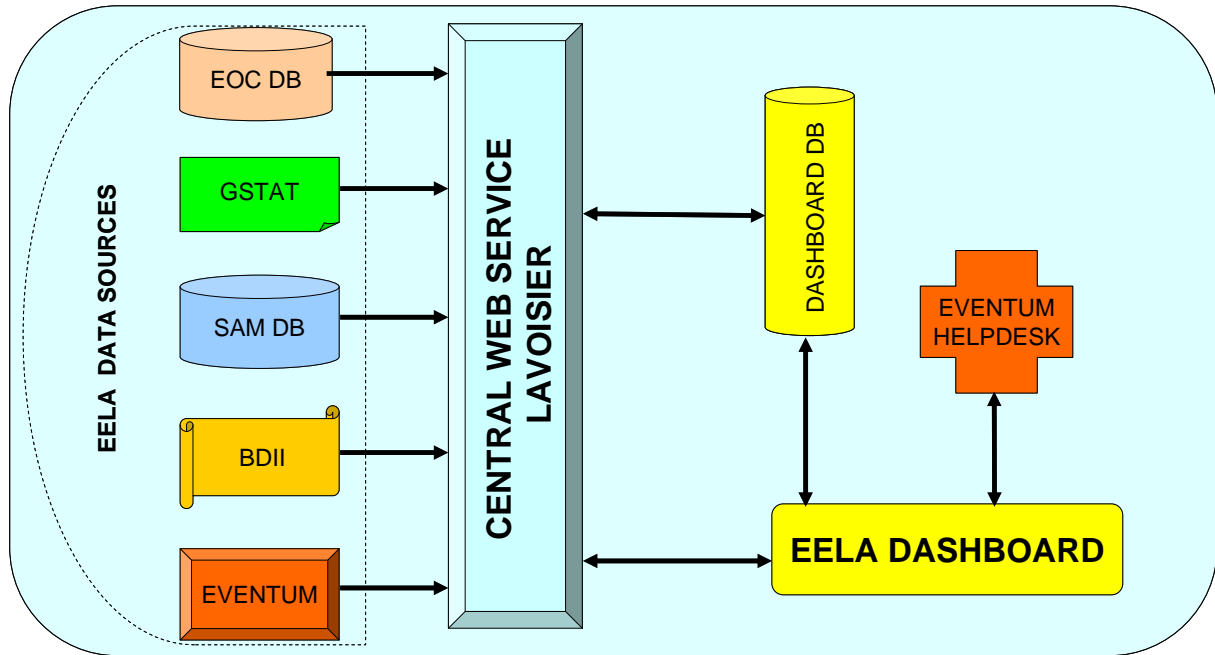 EELA DATA SOURCES
EOC DB
GSTAT
SAM DB
BDII
EVENTUM
CENTRAL WEB SERVICE
LAVOISIER
DASHBOARD DB
EVENTUM
HELPDESK
EELA DASHBOARD